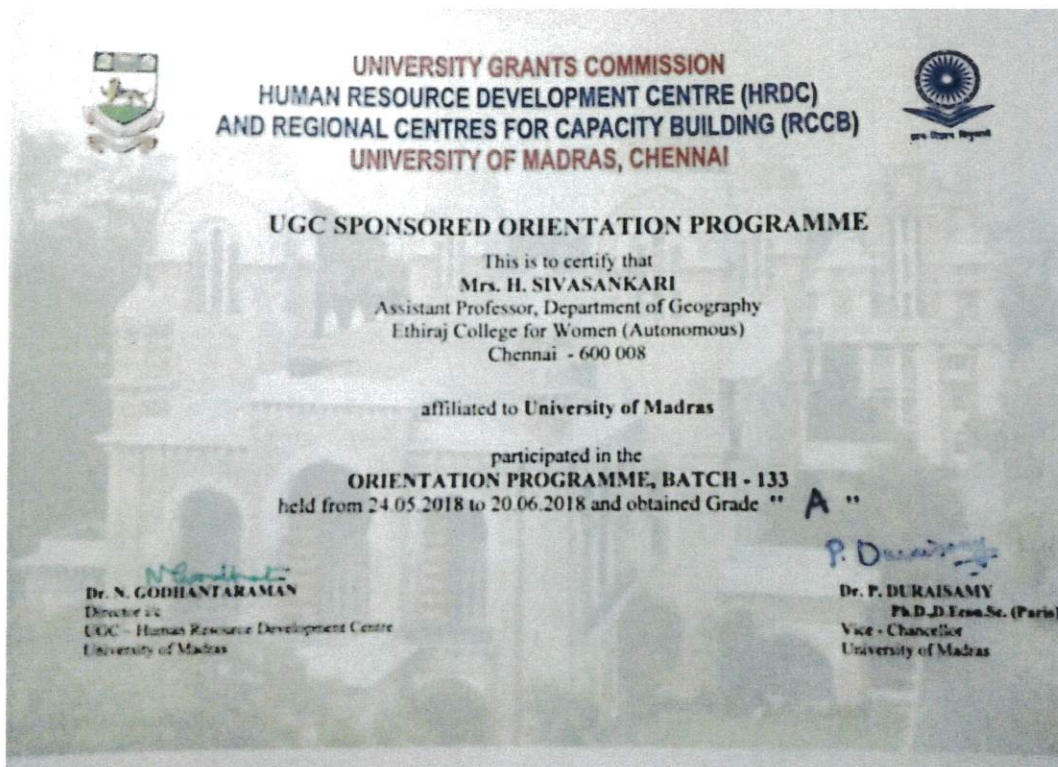 UNIVERSITY GRANTS COMMISSION
HUMAN RESOURCE DEVELOPMENT CENTRE (HRDC)
AND REGIONAL CENTRES FOR CAPACITY BUILDING (RCCB)
UNIVERSITY OF MADRAS, CHENNAI
ज्ञान-विज्ञान विमुक्तये
UGC SPONSORED ORIENTATION PROGRAMME
This is to certify that
Mrs. H. SIVASANKARI
Assistant Professor, Department of Geography
Ethiraj College for Women (Autonomous)
Chennai - 600 008
affiliated to University of Madras
participated in the
ORIENTATION PROGRAMME, BATCH - 133
held from 24.05.2018 to 20.06.2018 and obtained Grade " A "
P. Duraisamy
Dr. N. GODHANTARAMAN
Director i/c
UGC - Human Resource Development Centre
University of Madras
Dr. P. DURAISAMY
Ph.D.,D.Econ.Sc. (Paris)
Vice - Chancellor
University of Madras